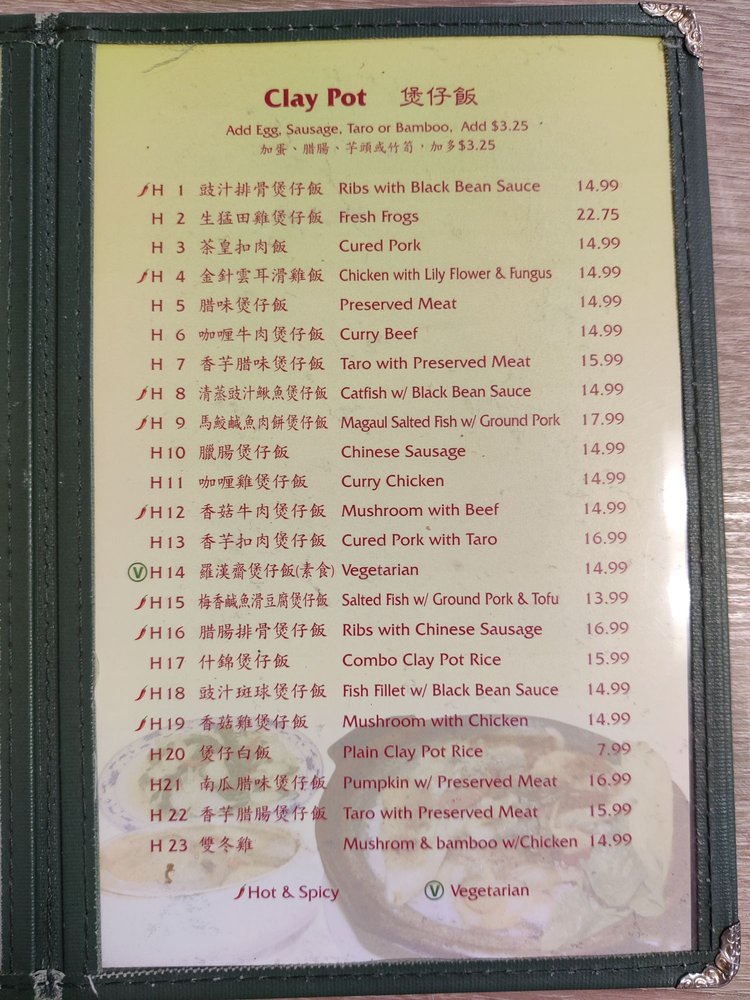 Clay Pot 煲仔飯
Add Egg, Sausage, Taro or Bamboo, Add $3.25
加蛋、腊腸、芋頭或竹筍，加多$3.25
H 1 豉汁排骨煲仔飯 Ribs with Black Bean Sauce 14.99
H 2 生猛田雞煲仔飯 Fresh Frogs 22.75
H 3 茶皇扣肉飯 Cured Pork 14.99
H 4 金針雲耳滑雞飯 Chicken with Lily Flower & Fungus 14.99
H 5 腊味煲仔飯 Preserved Meat 14.99
H 6 咖喱牛肉煲仔飯 Curry Beef 14.99
H 7 香芋腊味煲仔飯 Taro with Preserved Meat 15.99
H 8 清蒸豉汁鰍魚煲仔飯 Catfish w/ Black Bean Sauce 14.99
H 9 馬鮫鹹魚肉餅煲仔飯 Magaul Salted Fish w/ Ground Pork 17.99
H10 臘腸煲仔飯 Chinese Sausage 14.99
H11 咖喱雞煲仔飯 Curry Chicken 14.99
H12 香菇牛肉煲仔飯 Mushroom with Beef 14.99
H13 香芋扣肉煲仔飯 Cured Pork with Taro 16.99
V H14 羅漢齋煲仔飯(素食) Vegetarian 14.99
H15 梅香鹹魚滑豆腐煲仔飯 Salted Fish w/ Ground Pork & Tofu 13.99
H16 腊腸排骨煲仔飯 Ribs with Chinese Sausage 16.99
H17 什錦煲仔飯 Combo Clay Pot Rice 15.99
H18 豉汁斑球煲仔飯 Fish Fillet w/ Black Bean Sauce 14.99
H19 香菇雞煲仔飯 Mushroom with Chicken 14.99
H20 煲仔白飯 Plain Clay Pot Rice 7.99
H21 南瓜腊味煲仔飯 Pumpkin w/ Preserved Meat 16.99
H 22 香芋腊腸煲仔飯 Taro with Preserved Meat 15.99
H 23 雙冬雞 Mushrom & bamboo w/Chicken 14.99
Hot & Spicy V Vegetarian